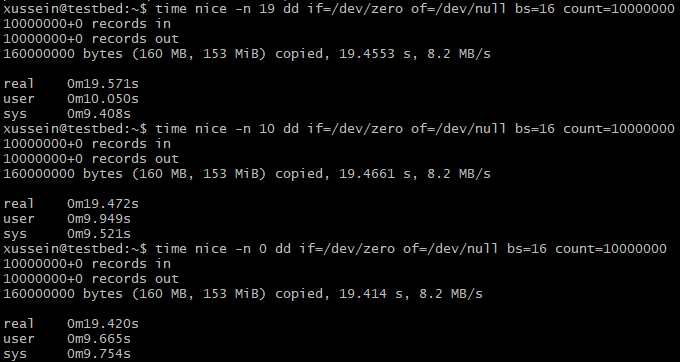 xussein@testbed:~$ time nice -n 19 dd if=/dev/zero of=/dev/null bs=16 count=10000000
10000000+0 records in
10000000+0 records out
160000000 bytes (160 MB, 153 MiB) copied, 19.4553 s, 8.2 MB/s

real    0m19.571s
user    0m10.050s
sys     0m9.408s
xussein@testbed:~$ time nice -n 10 dd if=/dev/zero of=/dev/null bs=16 count=10000000
10000000+0 records in
10000000+0 records out
160000000 bytes (160 MB, 153 MiB) copied, 19.4661 s, 8.2 MB/s

real    0m19.472s
user    0m9.949s
sys     0m9.521s
xussein@testbed:~$ time nice -n 0 dd if=/dev/zero of=/dev/null bs=16 count=10000000
10000000+0 records in
10000000+0 records out
160000000 bytes (160 MB, 153 MiB) copied, 19.414 s, 8.2 MB/s

real    0m19.420s
user    0m9.665s
sys     0m9.754s